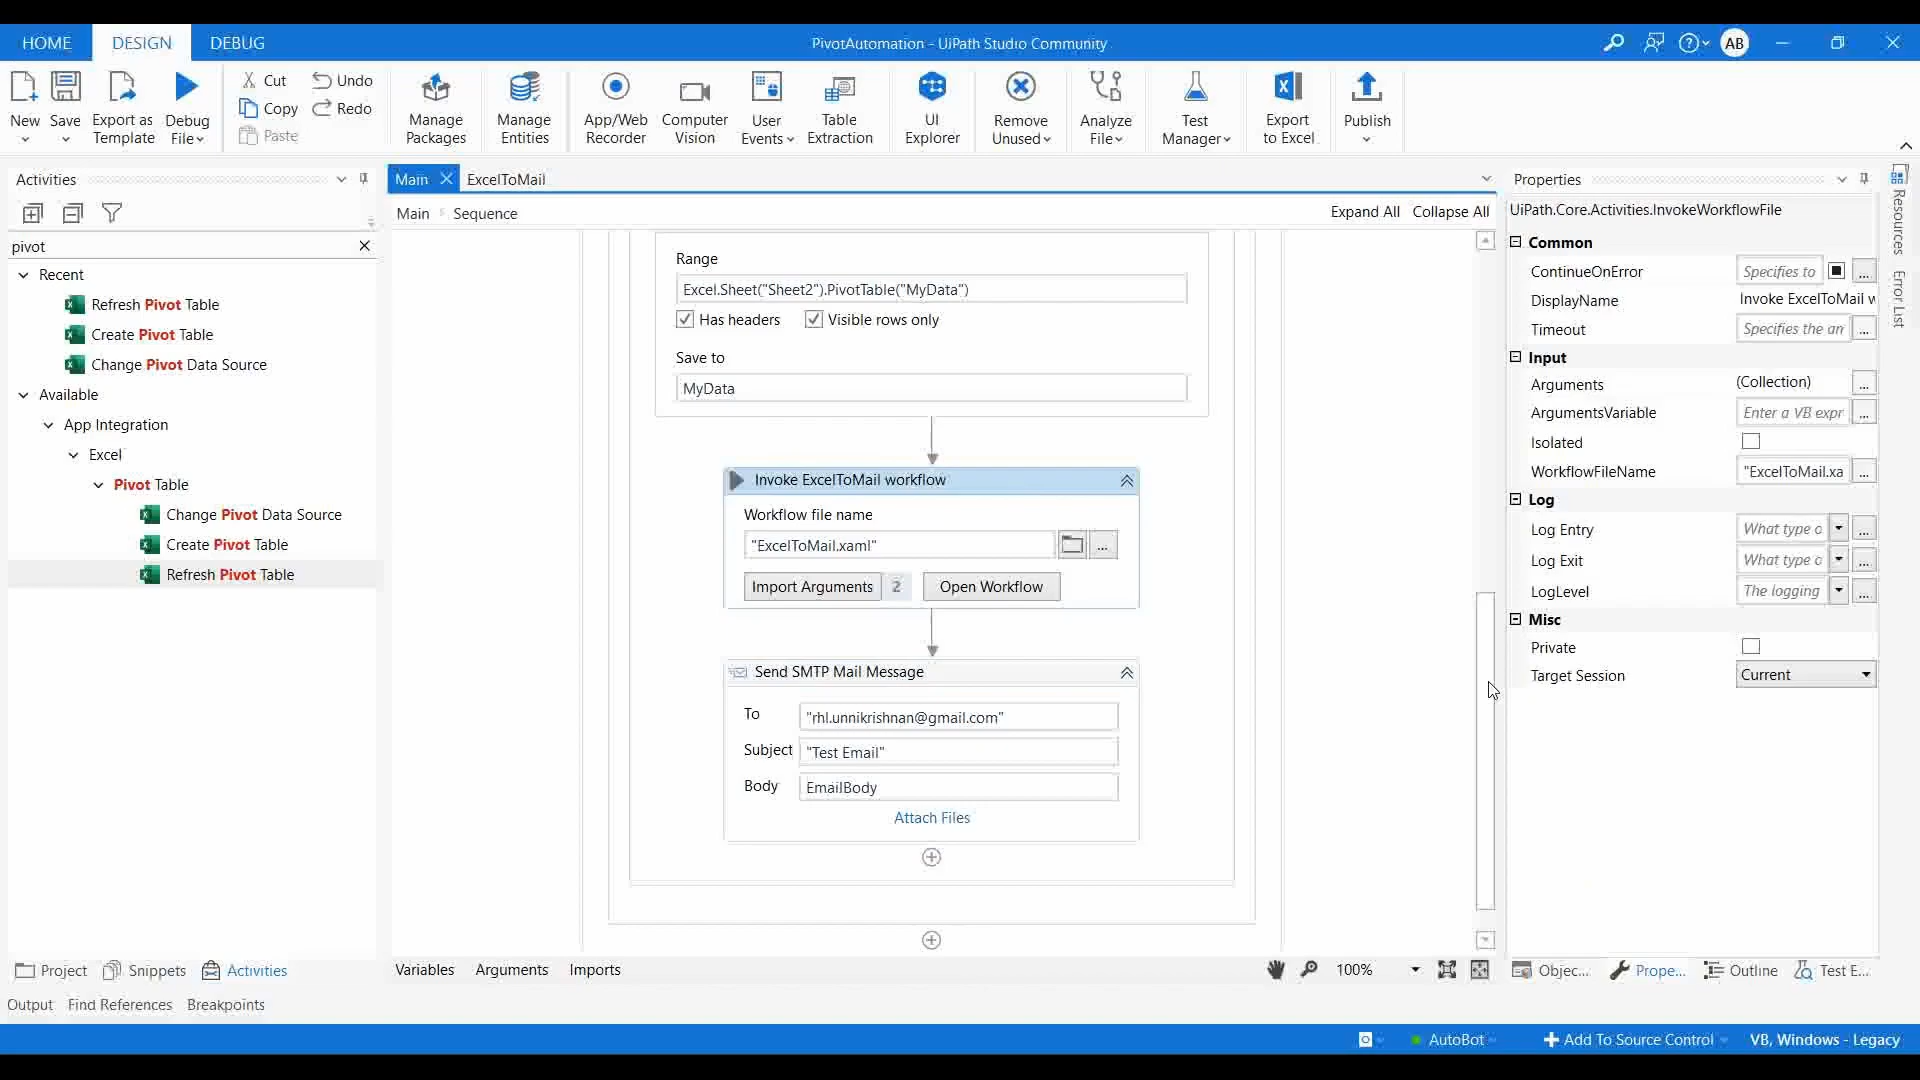 HOME DESIGN DEBUG PivotAutomation - UiPath Studio Community AB
New Save Export as Template Debug File Cut Copy Paste Undo Redo Manage Packages Manage Entities App/Web Recorder Computer Vision User Events Table Extraction UI Explorer Remove Unused Analyze File Test Manager Export to Excel Publish
Activities
pivot
Recent
Refresh Pivot Table
Create Pivot Table
Change Pivot Data Source
Available
App Integration
Excel
Pivot Table
Change Pivot Data Source
Create Pivot Table
Refresh Pivot Table
Project Snippets Activities
Main ExcelToMail
Main Sequence Expand All Collapse All
Range
Excel.Sheet("Sheet2").PivotTable("MyData")
Has headers Visible rows only
Save to
MyData
Invoke ExcelToMail workflow
Workflow file name
"ExcelToMail.xaml" ...
Import Arguments 2 Open Workflow
Send SMTP Mail Message
To "rhl.unnikrishnan@gmail.com"
Subject "Test Email"
Body EmailBody
Attach Files
Variables Arguments Imports 100%
Properties
UiPath.Core.Activities.InvokeWorkflowFile
Common
ContinueOnError Specifies to ...
DisplayName Invoke ExcelToMail w
Timeout Specifies the am ...
Input
Arguments (Collection) ...
ArgumentsVariable Enter a VB expr ...
Isolated
WorkflowFileName "ExcelToMail.xa ...
Log
Log Entry What type o ...
Log Exit What type o ...
LogLevel The logging ...
Misc
Private
Target Session Current
Objec... Prope... Outline Test E...
Resources
Error List
Output Find References Breakpoints
AutoBot Add To Source Control VB, Windows - Legacy